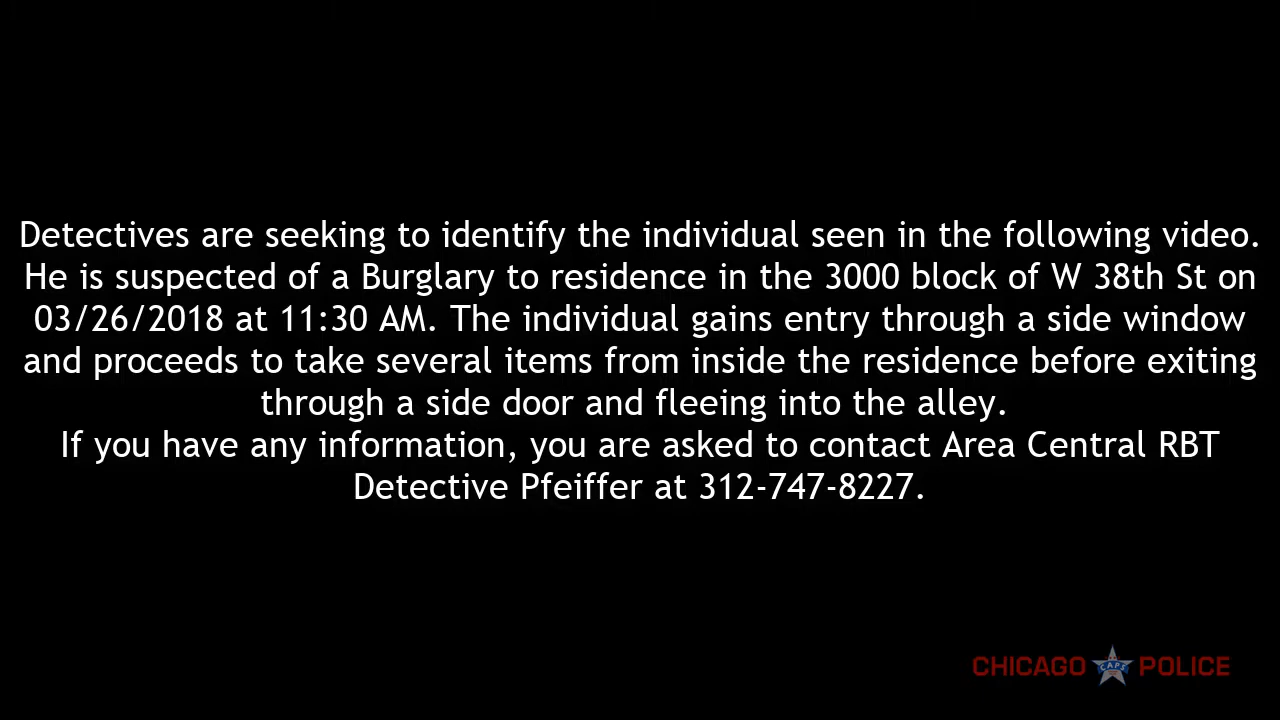 Detectives are seeking to identify the individual seen in the following video.
He is suspected of a Burglary to residence in the 3000 block of W 38th St on
03/26/2018 at 11:30 AM. The individual gains entry through a side window
and proceeds to take several items from inside the residence before exiting
through a side door and fleeing into the alley.
If you have any information, you are asked to contact Area Central RBT
Detective Pfeiffer at 312-747-8227.
CHICAGO CAPS POLICE